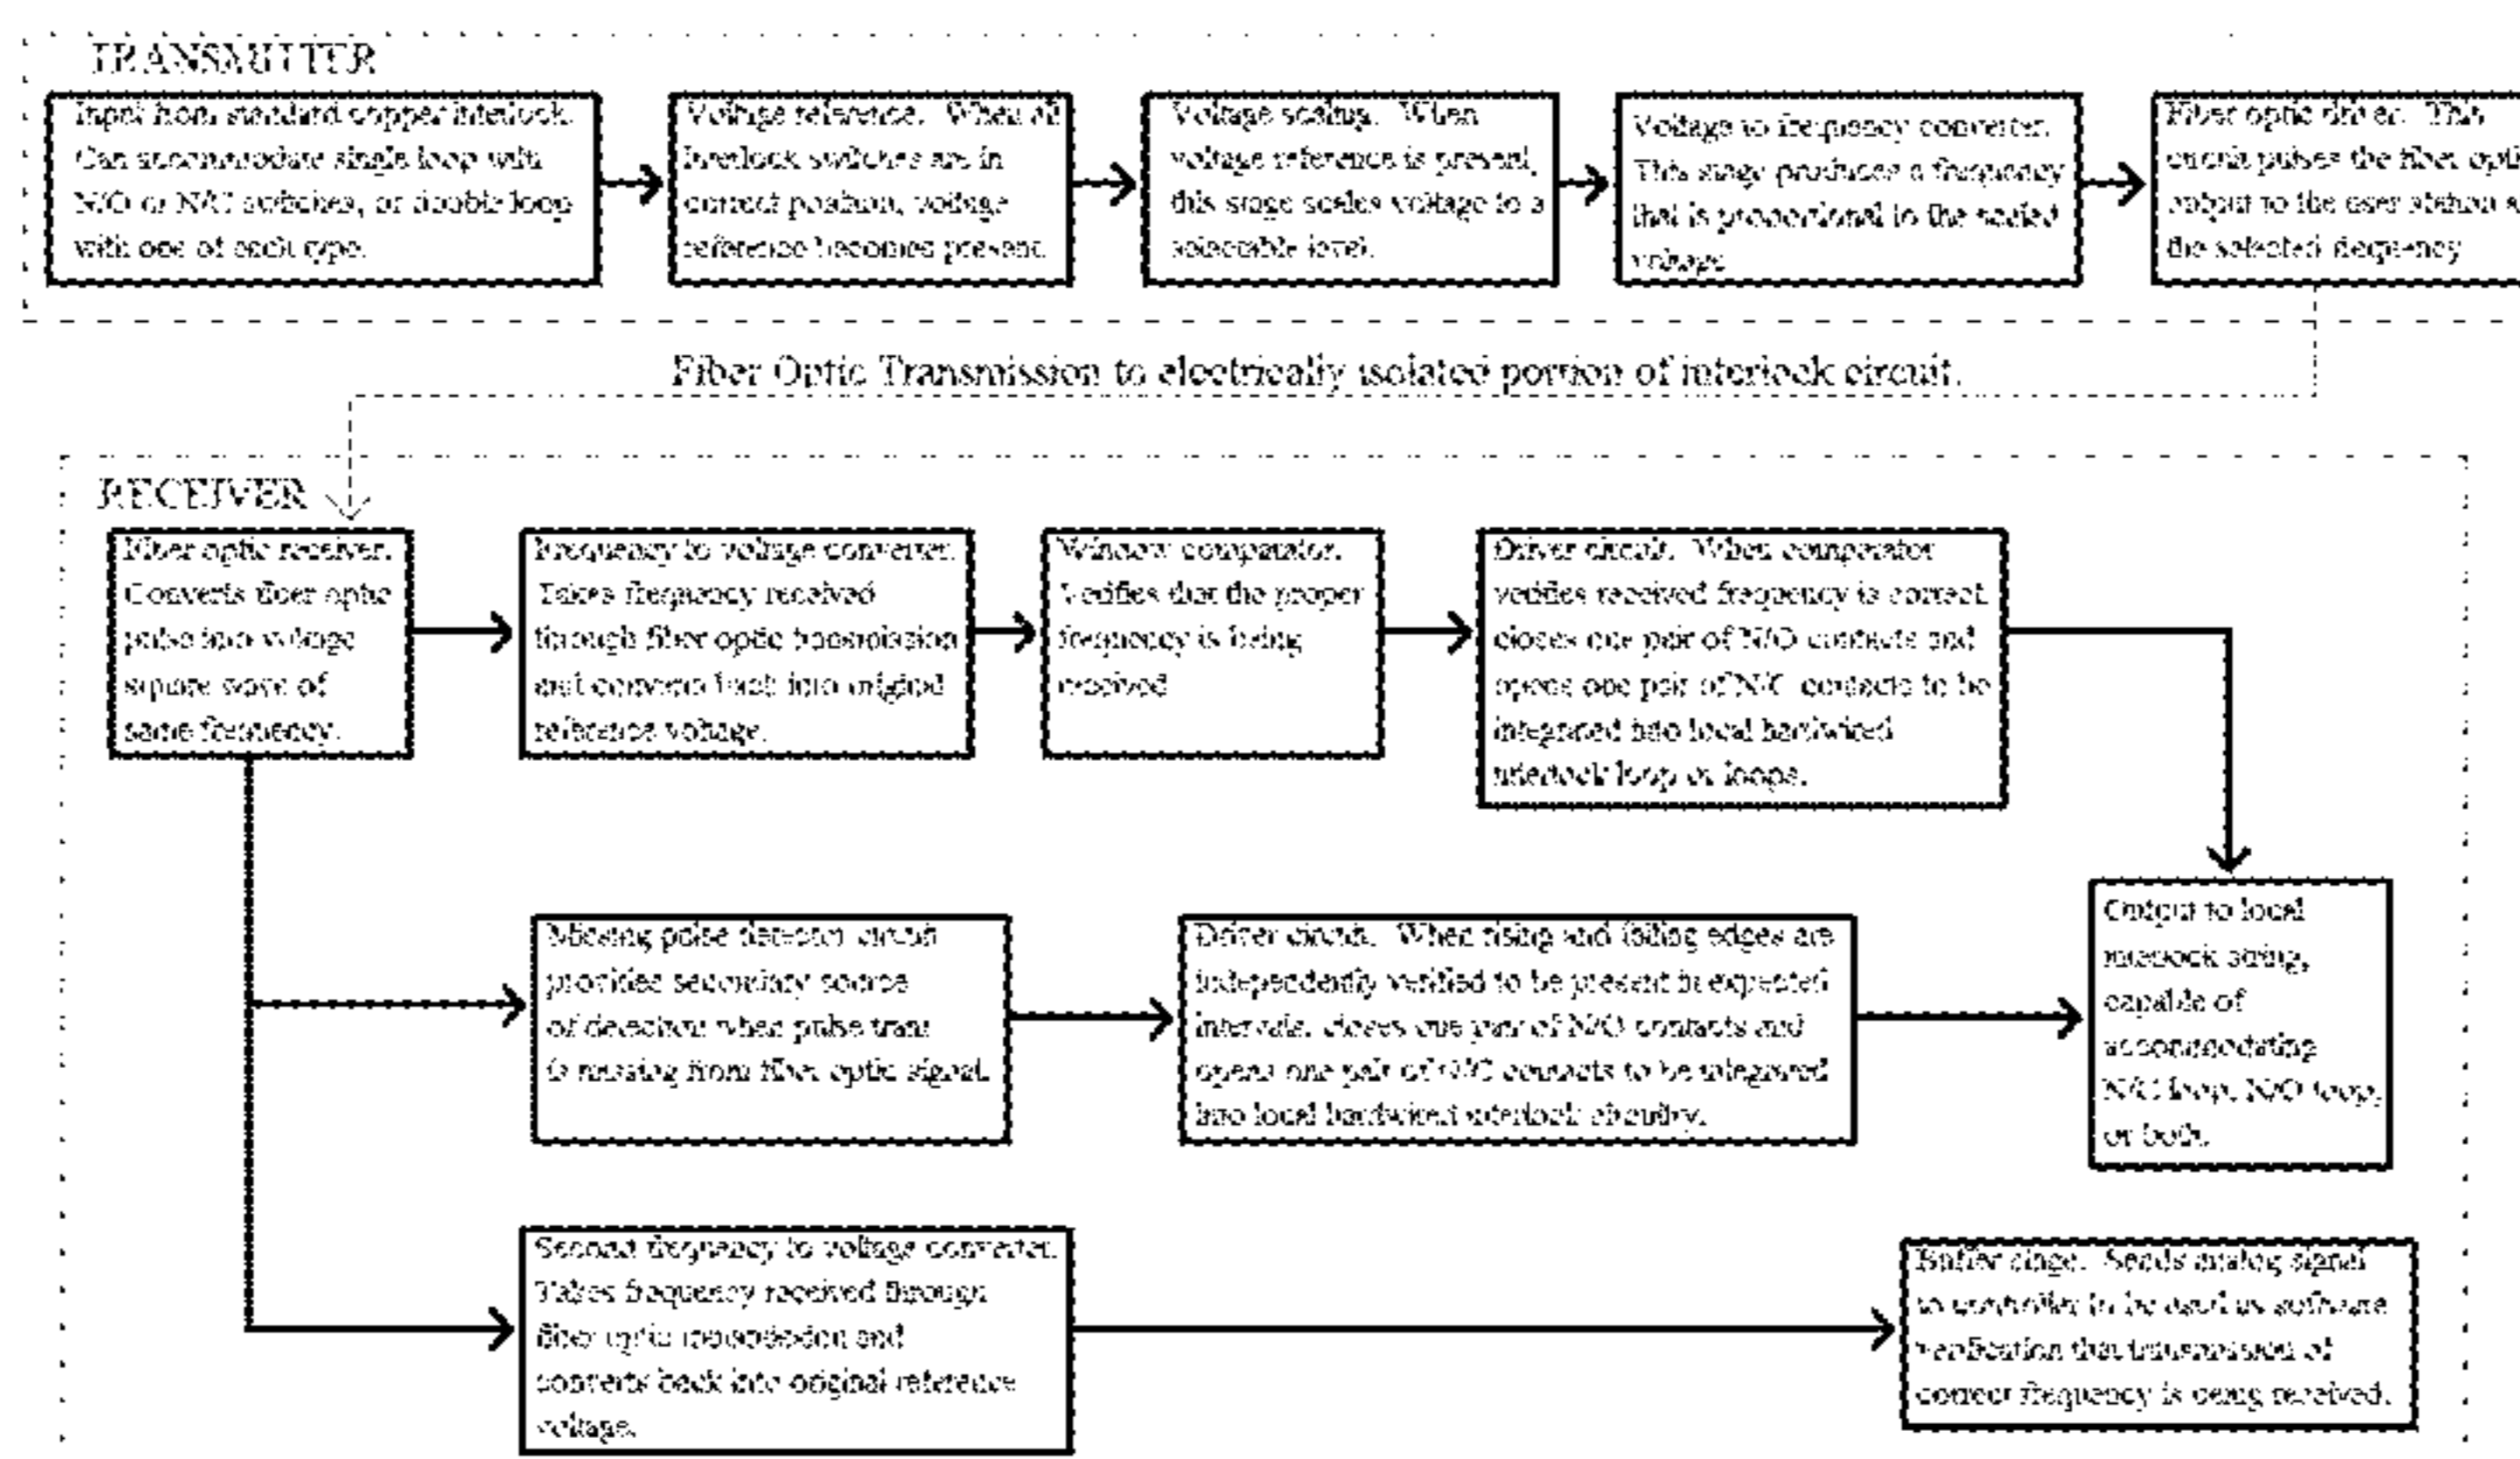 TRANSMITTER
Input from standard copper interlock.
Can accommodate single loop with
N/O or N/C switches, or double loop
with one of each type.
Voltage reference. When all
interlock switches are in
correct position, voltage
reference becomes present.
Voltage scaling. When
voltage reference is present,
this stage scales voltage to a
selectable level.
Voltage to frequency converter.
This stage produces a frequency
that is proportional to the scaled
voltage
Fiber optic driver. This
circuit pulses the fiber opti
output to the user station a
the selected frequency
Fiber Optic Transmission to electrically isolated portion of interlock circuit.
RECEIVER
Fiber optic receiver.
Converts fiber optic
pulse into voltage
square wave of
same frequency.
Frequency to voltage converter.
Takes frequency received
through fiber optic transmission
and converts back into original
reference voltage.
Window comparator.
Verifies that the proper
frequency is being
received
Driver circuit. When comparator
verifies received frequency is correct,
closes one pair of N/O contacts and
opens one pair of N/C contacts to be
integrated into local hardwired
interlock loop or loops.
Missing pulse detector circuit
provides secondary source
of detection when pulse train
is missing from fiber optic signal.
Driver circuit. When rising and falling edges are
independently verified to be present in expected
intervals, closes one pair of N/O contacts and
opens one pair of N/C contacts to be integrated
into local hardwired interlock circuitry.
Output to local
interlock string,
capable of
accommodating
N/C loop, N/O loop,
or both.
Second frequency to voltage converter.
Takes frequency received through
fiber optic transmission and
converts back into original reference
voltage.
Buffer stage. Sends analog signal
to controller to be used as software
verification that transmission of
correct frequency is being received.